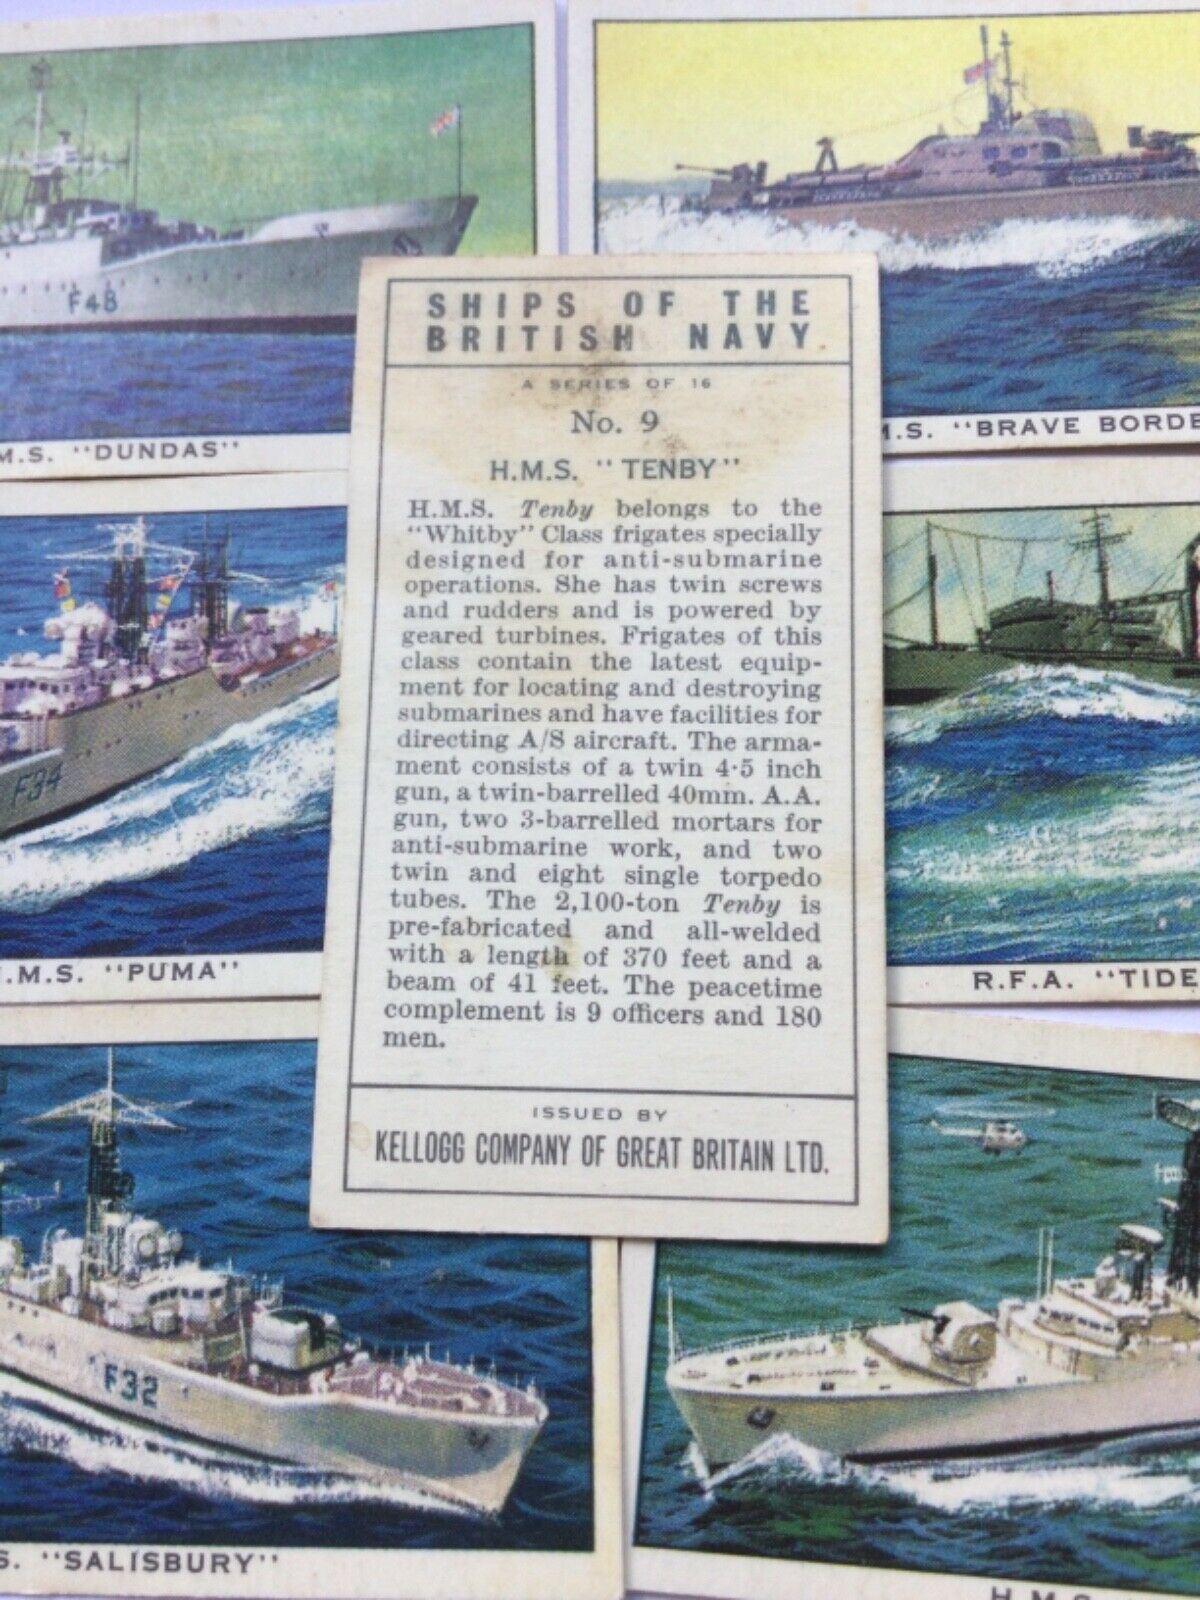 F48
M.S. "DUNDAS"
M.S. "BRAVE BORDE
SHIPS OF THE
BRITISH NAVY
A SERIES OF 16
No. 9
H.M.S. "TENBY"
H.M.S. Tenby belongs to the
"Whitby" Class frigates specially
designed for anti-submarine
operations. She has twin screws
and rudders and is powered by
geared turbines. Frigates of this
class contain the latest equip-
ment for locating and destroying
submarines and have facilities for
directing A/S aircraft. The arma-
ment consists of a twin 4·5 inch
gun, a twin-barrelled 40mm. A.A.
gun, two 3-barrelled mortars for
anti-submarine work, and two
twin and eight single torpedo
tubes. The 2,100-ton Tenby is
pre-fabricated and all-welded
with a length of 370 feet and a
beam of 41 feet. The peacetime
complement is 9 officers and 180
men.
ISSUED BY
KELLOGG COMPANY OF GREAT BRITAIN LTD.
F34
.M.S. "PUMA"
R.F.A. "TIDE
F32
S. "SALISBURY"
H.M.S.